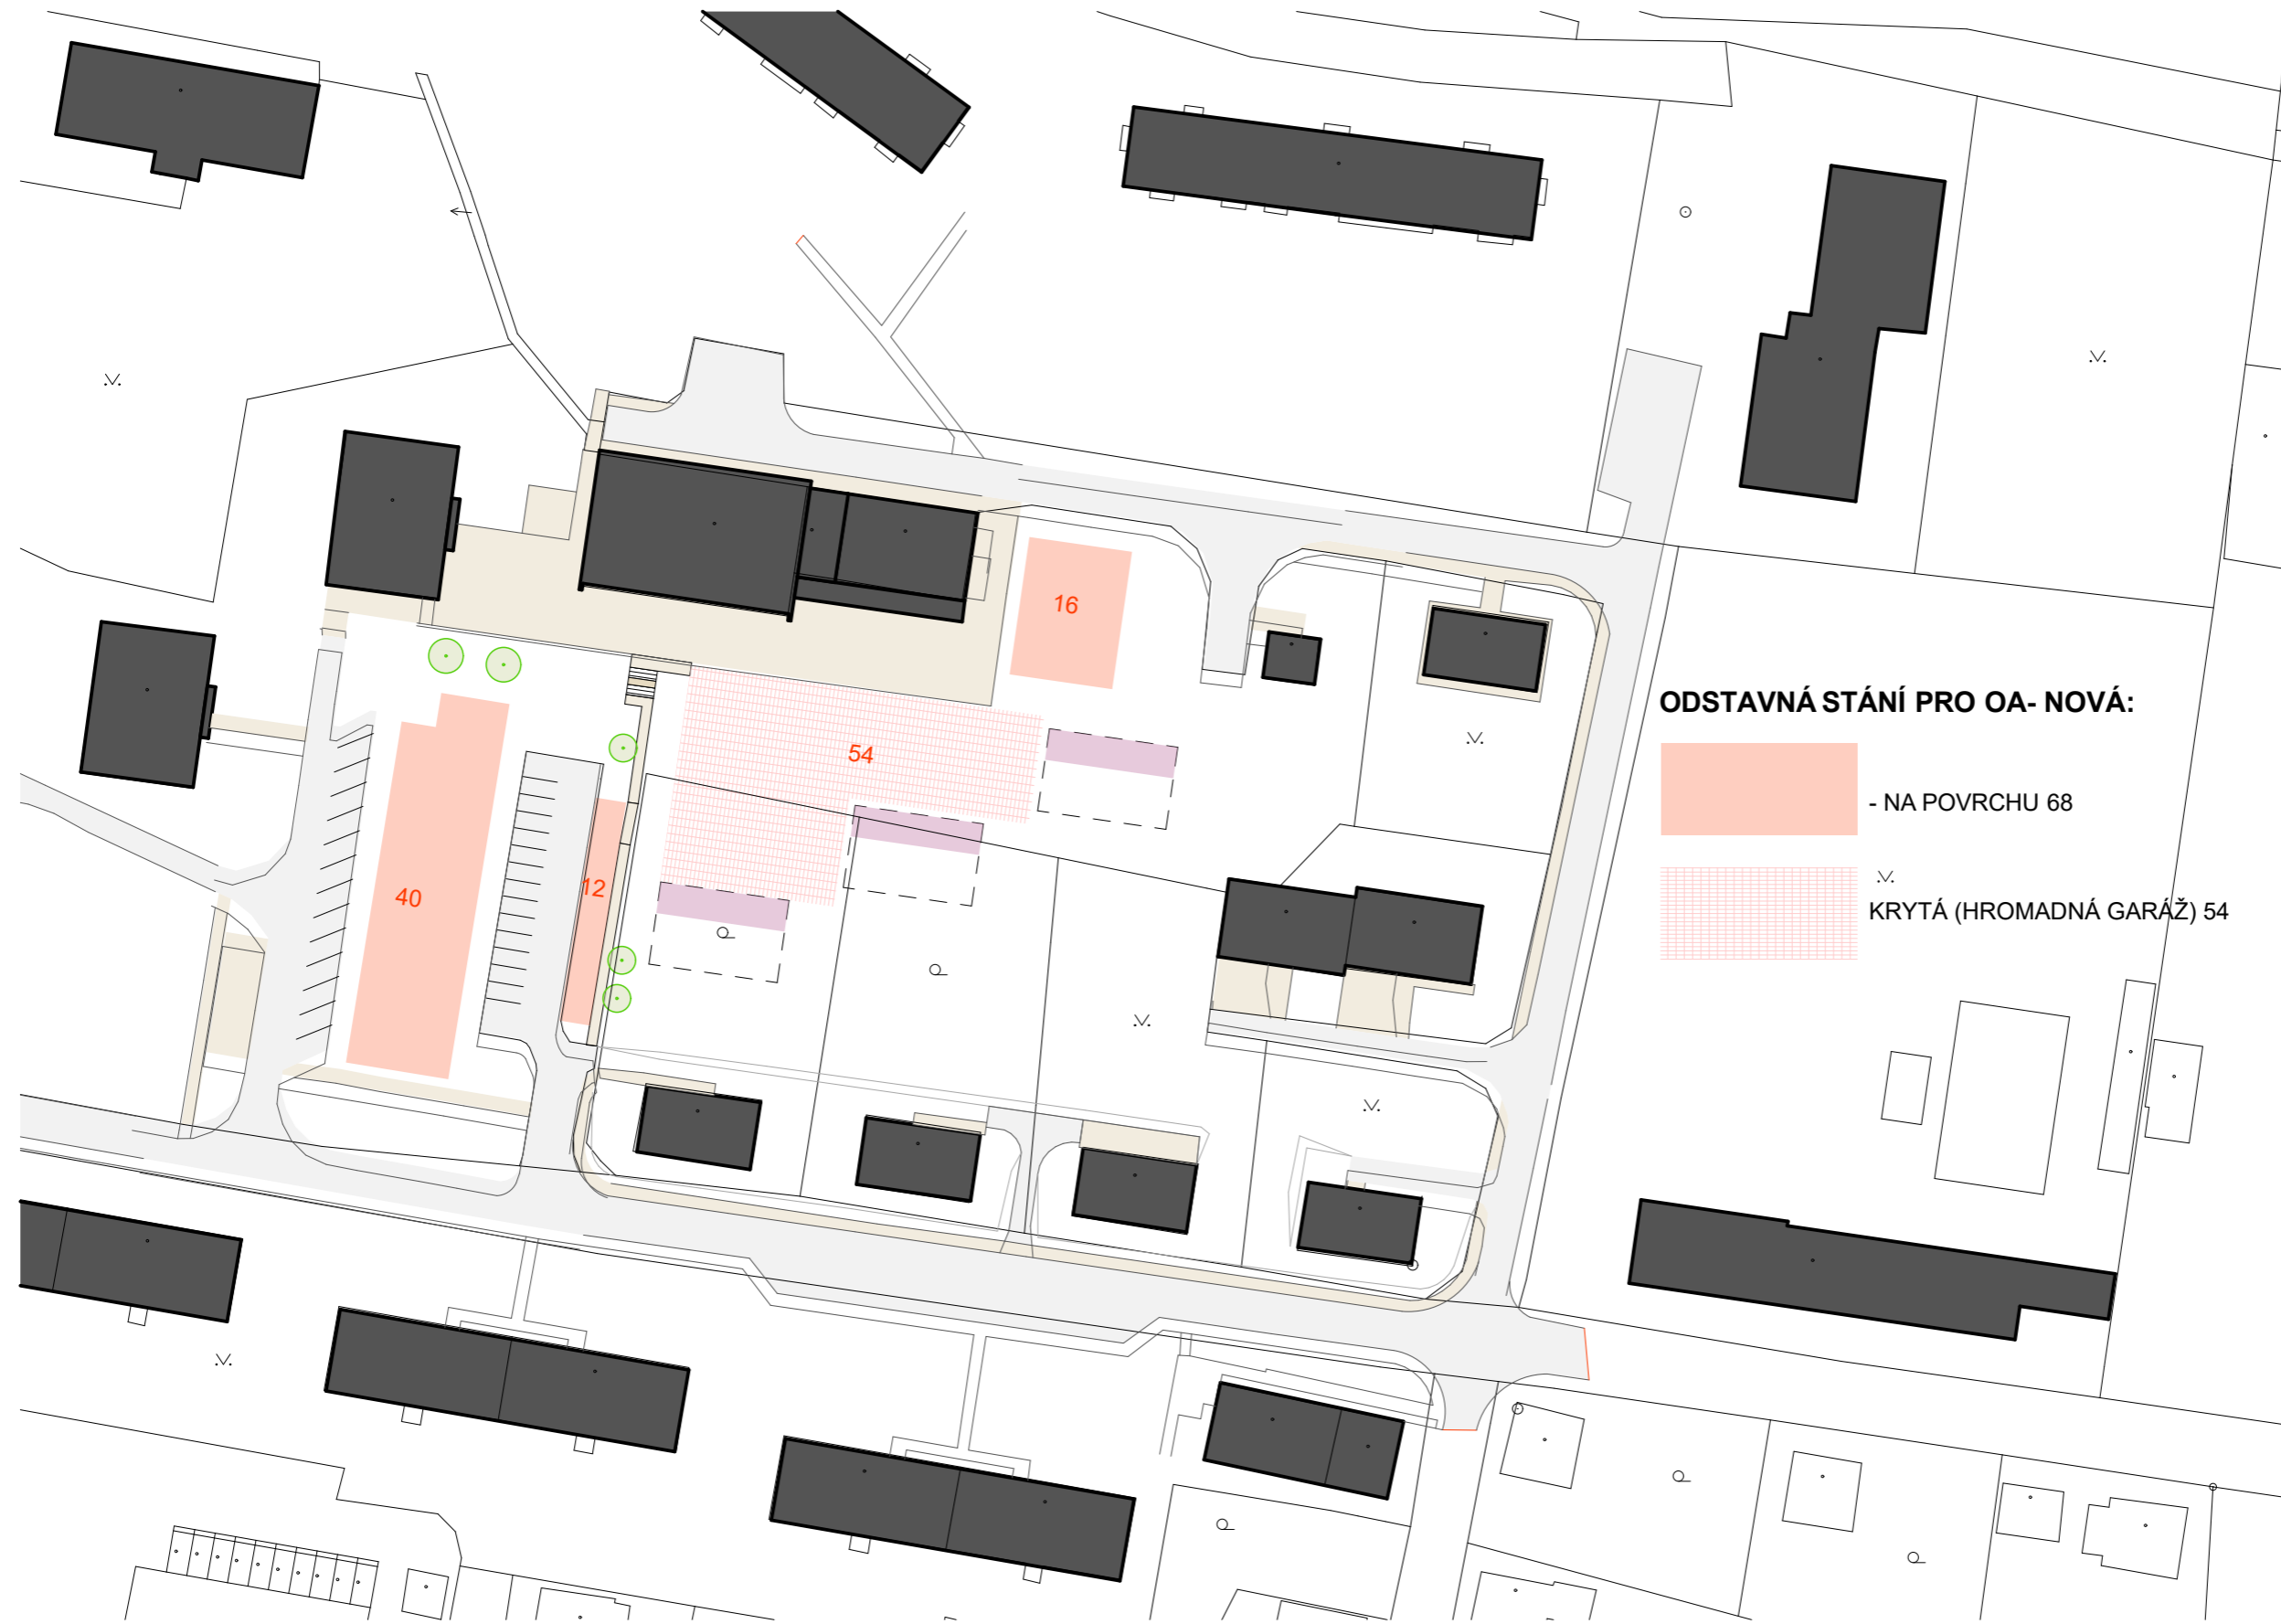 16
ODSTAVNÁ STÁNÍ PRO OA- NOVÁ:
54
- NA POVRCHU 68
40
12
KRYTÁ (HROMADNÁ GARÁŽ) 54